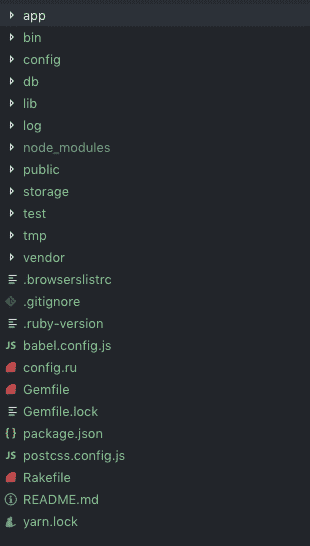 app
bin
config
db
lib
log
node_modules
public
storage
test
tmp
vendor
.browserslistrc
.gitignore
.ruby-version
JS babel.config.js
config.ru
Gemfile
Gemfile.lock
{ } package.json
JS postcss.config.js
Rakefile
README.md
yarn.lock